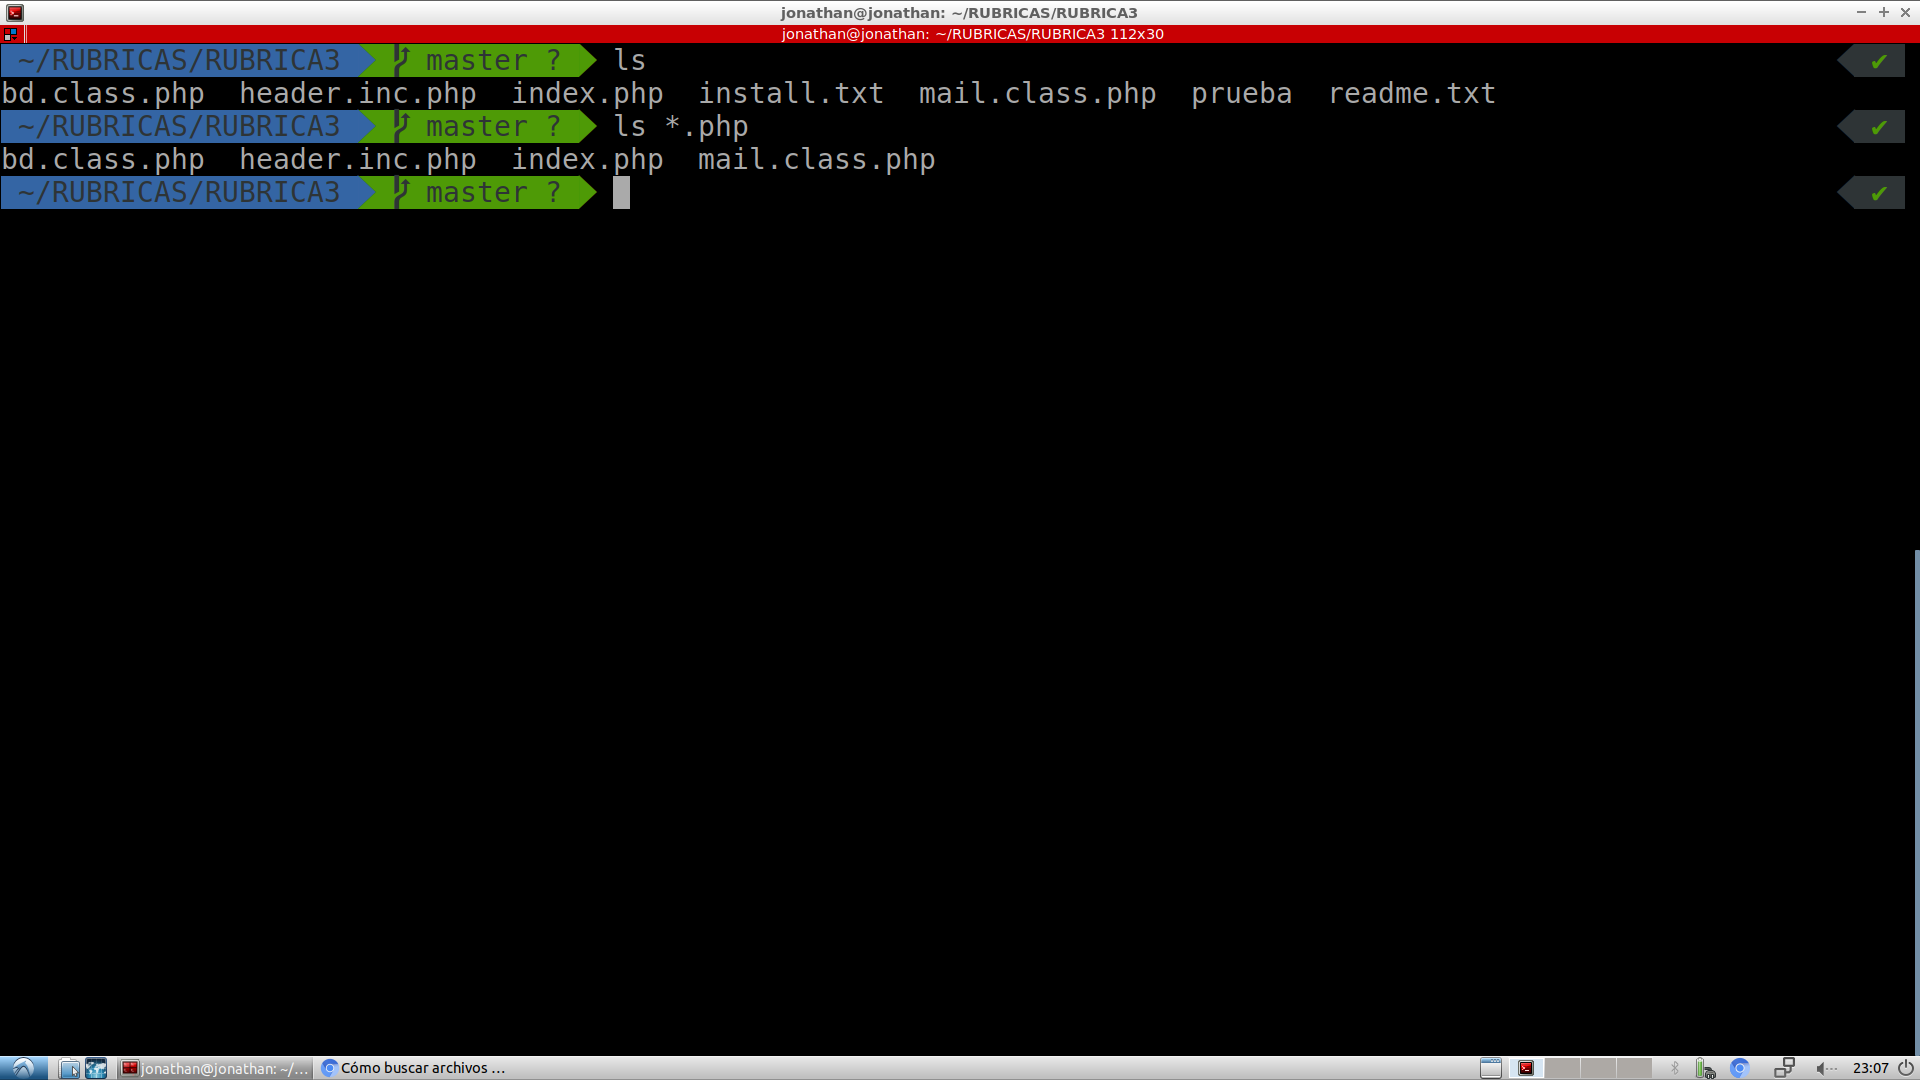 jonathan@jonathan: ~/RUBRICAS/RUBRICA3
jonathan@jonathan: ~/RUBRICAS/RUBRICA3 112x30
~/RUBRICAS/RUBRICA3 master ? ls ✔
bd.class.php header.inc.php index.php install.txt mail.class.php prueba readme.txt
~/RUBRICAS/RUBRICA3 master ? ls *.php ✔
bd.class.php header.inc.php index.php mail.class.php
~/RUBRICAS/RUBRICA3 master ? ✔
jonathan@jonathan: ~/... Cómo buscar archivos ... 23:07